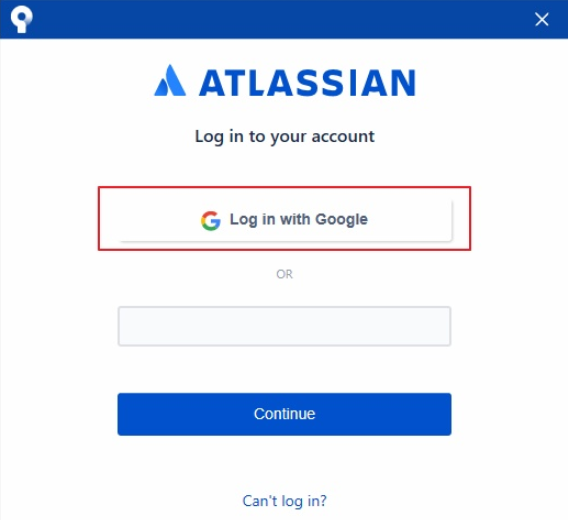 ATLASSIAN
Log in to your account
Log in with Google
OR
Continue
Can't log in?